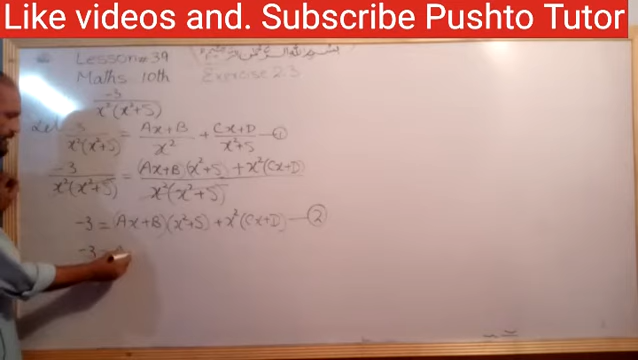 Like videos and. Subscribe Pushto Tutor
Lesson#39
Maths 10th Exercise 2.3
-3/x²(x²+5)
Let -3/x²(x²+5) = Ax+B/x² + Cx+D/x²+5 —①
-3/x²(x²+5) = (Ax+B)(x²+5) + x²(Cx+D)/x²(x²+5)
-3 = (Ax+B)(x²+5) + x²(Cx+D) —②
-3 = A